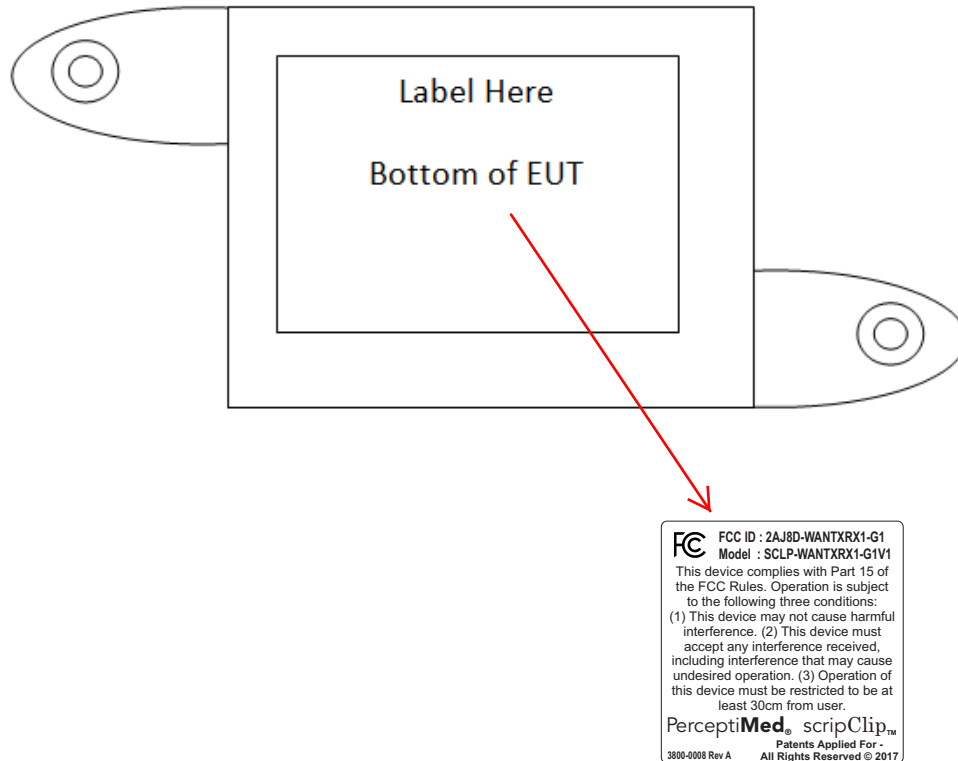 Label Here
Bottom of EUT
FC FCC ID : 2AJ8D-WANTXRX1-G1
Model : SCLP-WANTXRX1-G1V1
This device complies with Part 15 of
the FCC Rules. Operation is subject
to the following three conditions:
(1) This device may not cause harmful
interference. (2) This device must
accept any interference received,
including interference that may cause
undesired operation. (3) Operation of
this device must be restricted to be at
least 30cm from user.
PerceptiMed® scripClip™
Patents Applied For -
3800-0008 Rev A All Rights Reserved © 2017